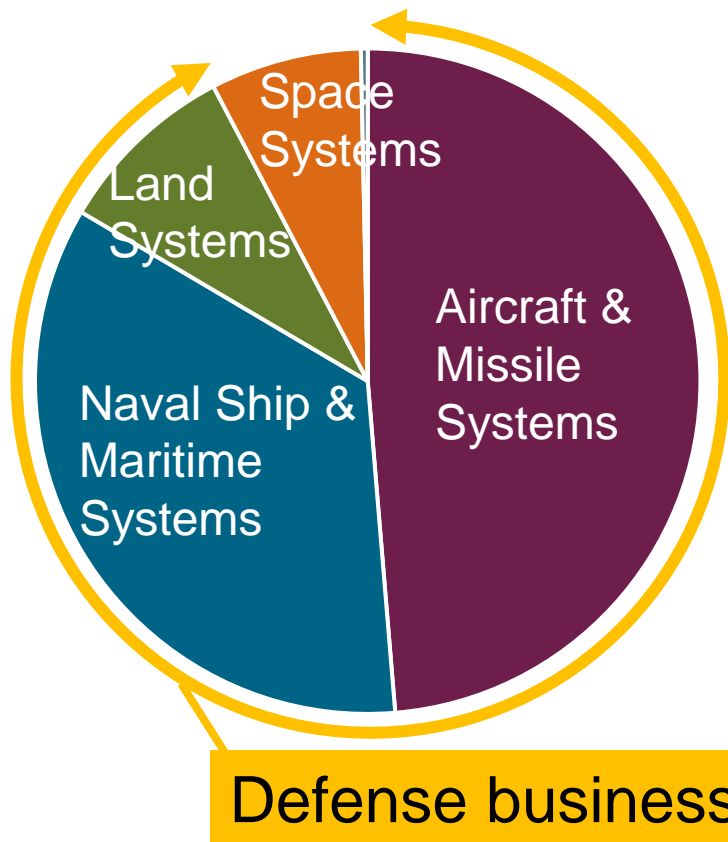 Space
Systems
Land
Systems
Aircraft &
Missile
Systems
Naval Ship &
Maritime
Systems
Defense business